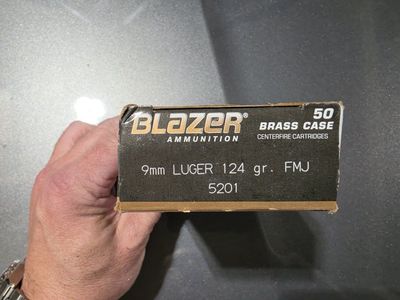 BLAZER®
AMMUNITION
50
BRASS CASE
CENTERFIRE CARTRIDGES
9mm LUGER 124 gr. FMJ
5201